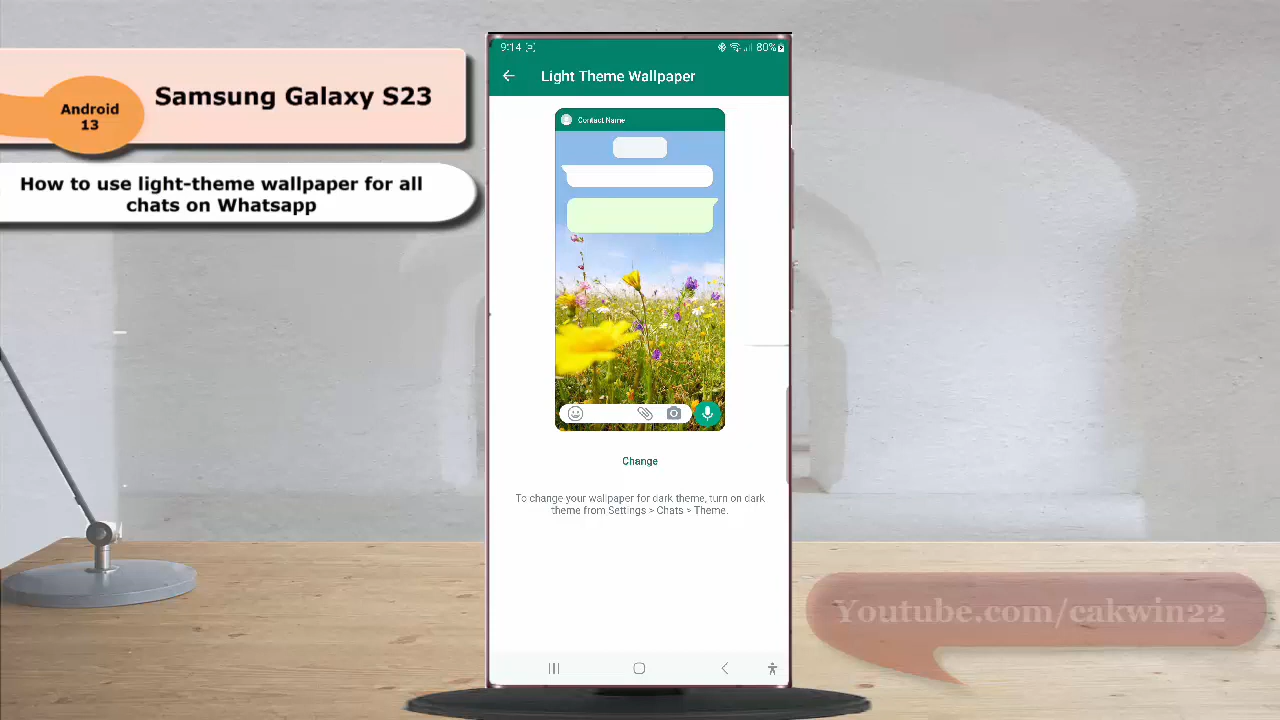 Samsung Galaxy S23
Android
13
How to use light-theme wallpaper for all
chats on Whatsapp
9:14
80%
Light Theme Wallpaper
Contact Name
Change
To change your wallpaper for dark theme, turn on dark
theme from Settings > Chats > Theme.
Youtube.com/cakwin22